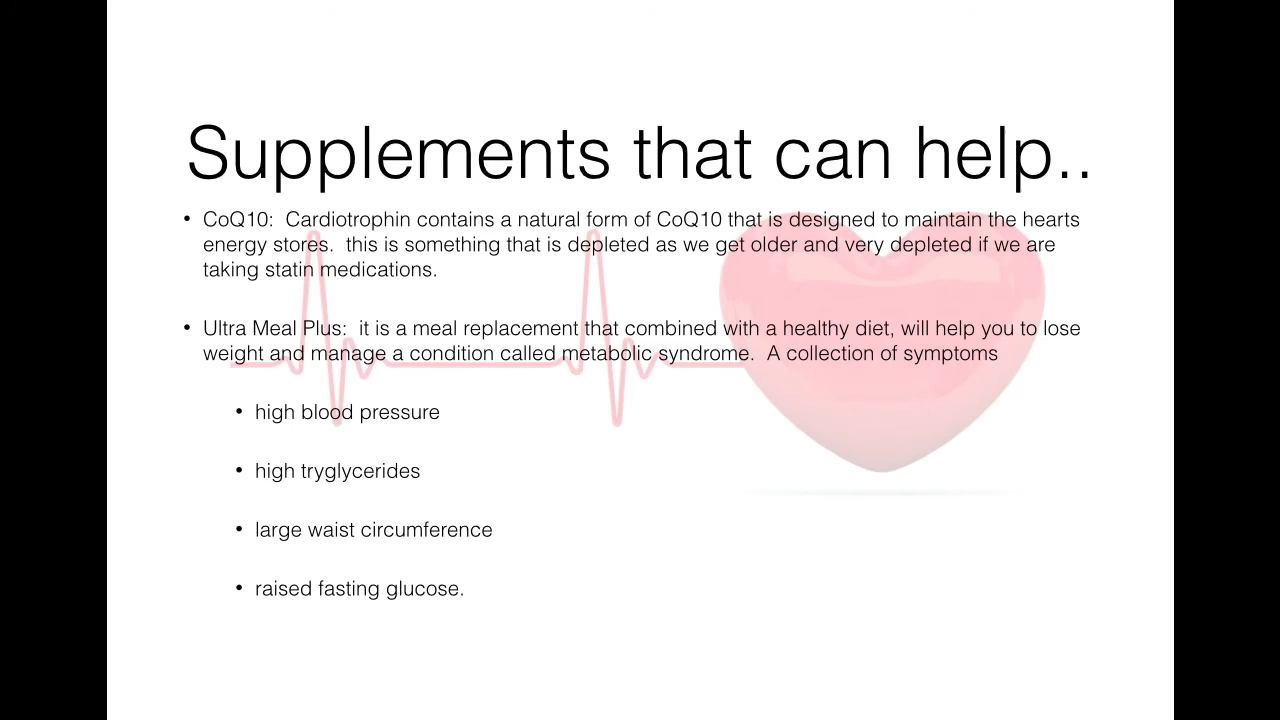 Supplements that can help..
• CoQ10:  Cardiotrophin contains a natural form of CoQ10 that is designed to maintain the hearts
energy stores.  this is something that is depleted as we get older and very depleted if we are
taking statin medications.
• Ultra Meal Plus:  it is a meal replacement that combined with a healthy diet, will help you to lose
weight and manage a condition called metabolic syndrome.  A collection of symptoms
• high blood pressure
• high tryglycerides
• large waist circumference
• raised fasting glucose.